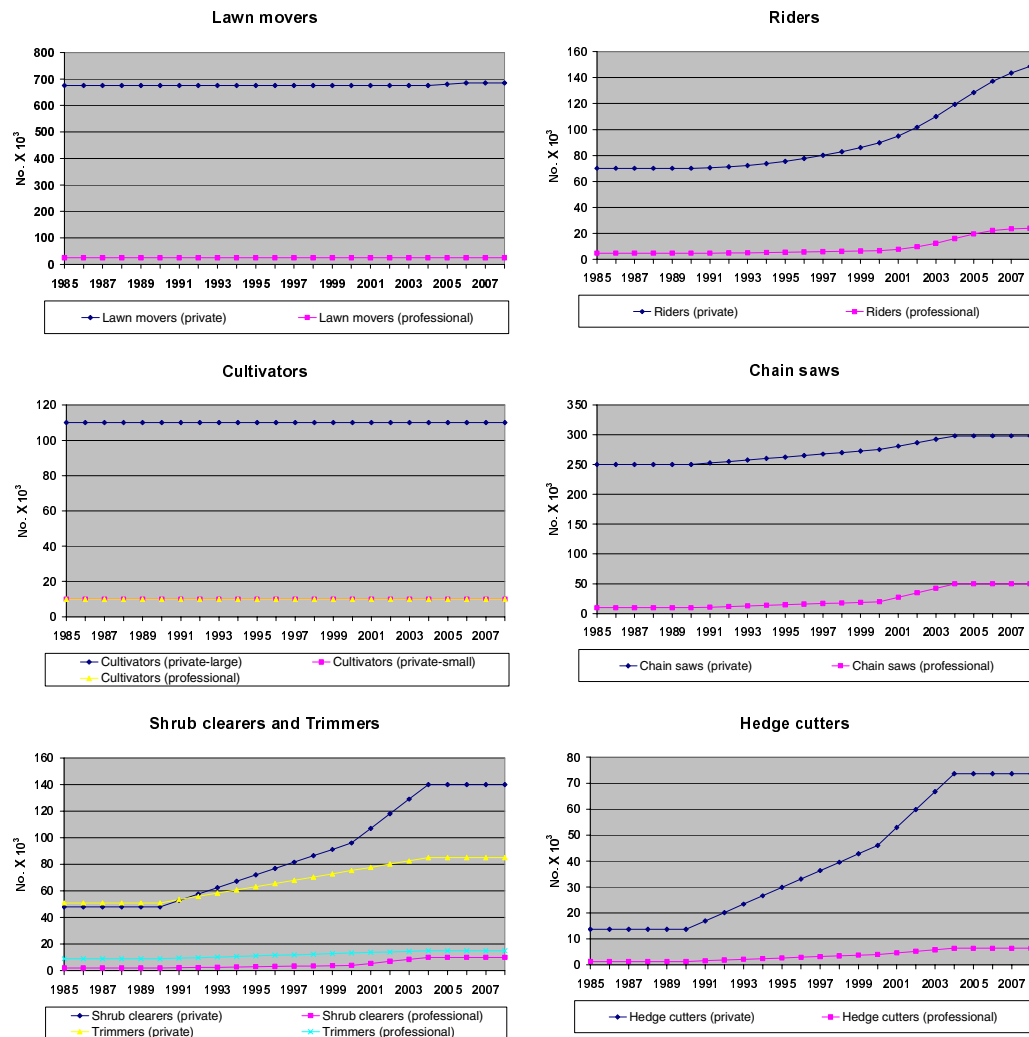 Lawn movers
800
700
600
500
400
300
200
100
0
No. X 10³
1985 1987 1989 1991 1993 1995 1997 1999 2001 2003 2005 2007
Lawn movers (private) Lawn movers (professional)
Riders
160
140
120
100
80
60
40
20
0
No. X 10³
1985 1987 1989 1991 1993 1995 1997 1999 2001 2003 2005 2007
Riders (private) Riders (professional)
Cultivators
120
100
80
60
40
20
0
No. X 10³
1985 1987 1989 1991 1993 1995 1997 1999 2001 2003 2005 2007
Cultivators (private-large) Cultivators (private-small)
Cultivators (professional)
Chain saws
350
300
250
200
150
100
50
0
No. X 10³
1985 1987 1989 1991 1993 1995 1997 1999 2001 2003 2005 2007
Chain saws (private) Chain saws (professional)
Shrub clearers and Trimmers
160
140
120
100
80
60
40
20
0
No. X 10³
1985 1987 1989 1991 1993 1995 1997 1999 2001 2003 2005 2007
Shrub clearers (private) Shrub clearers (professional)
Trimmers (private) Trimmers (professional)
Hedge cutters
80
70
60
50
40
30
20
10
0
No. X 10³
1985 1987 1989 1991 1993 1995 1997 1999 2001 2003 2005 2007
Hedge cutters (private) Hedge cutters (professional)